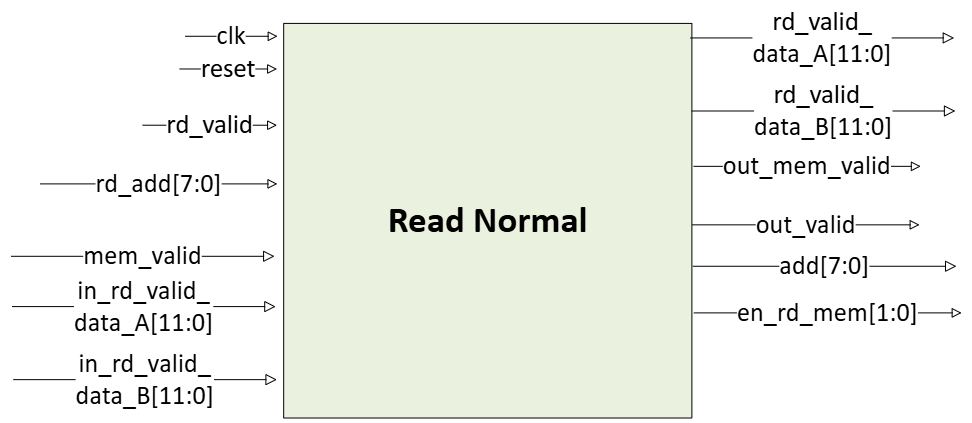 clk
reset
rd_valid
rd_add[7:0]
mem_valid
in_rd_valid_
data_A[11:0]
in_rd_valid_
data_B[11:0]
Read Normal
rd_valid_
data_A[11:0]
rd_valid_
data_B[11:0]
out_mem_valid
out_valid
add[7:0]
en_rd_mem[1:0]